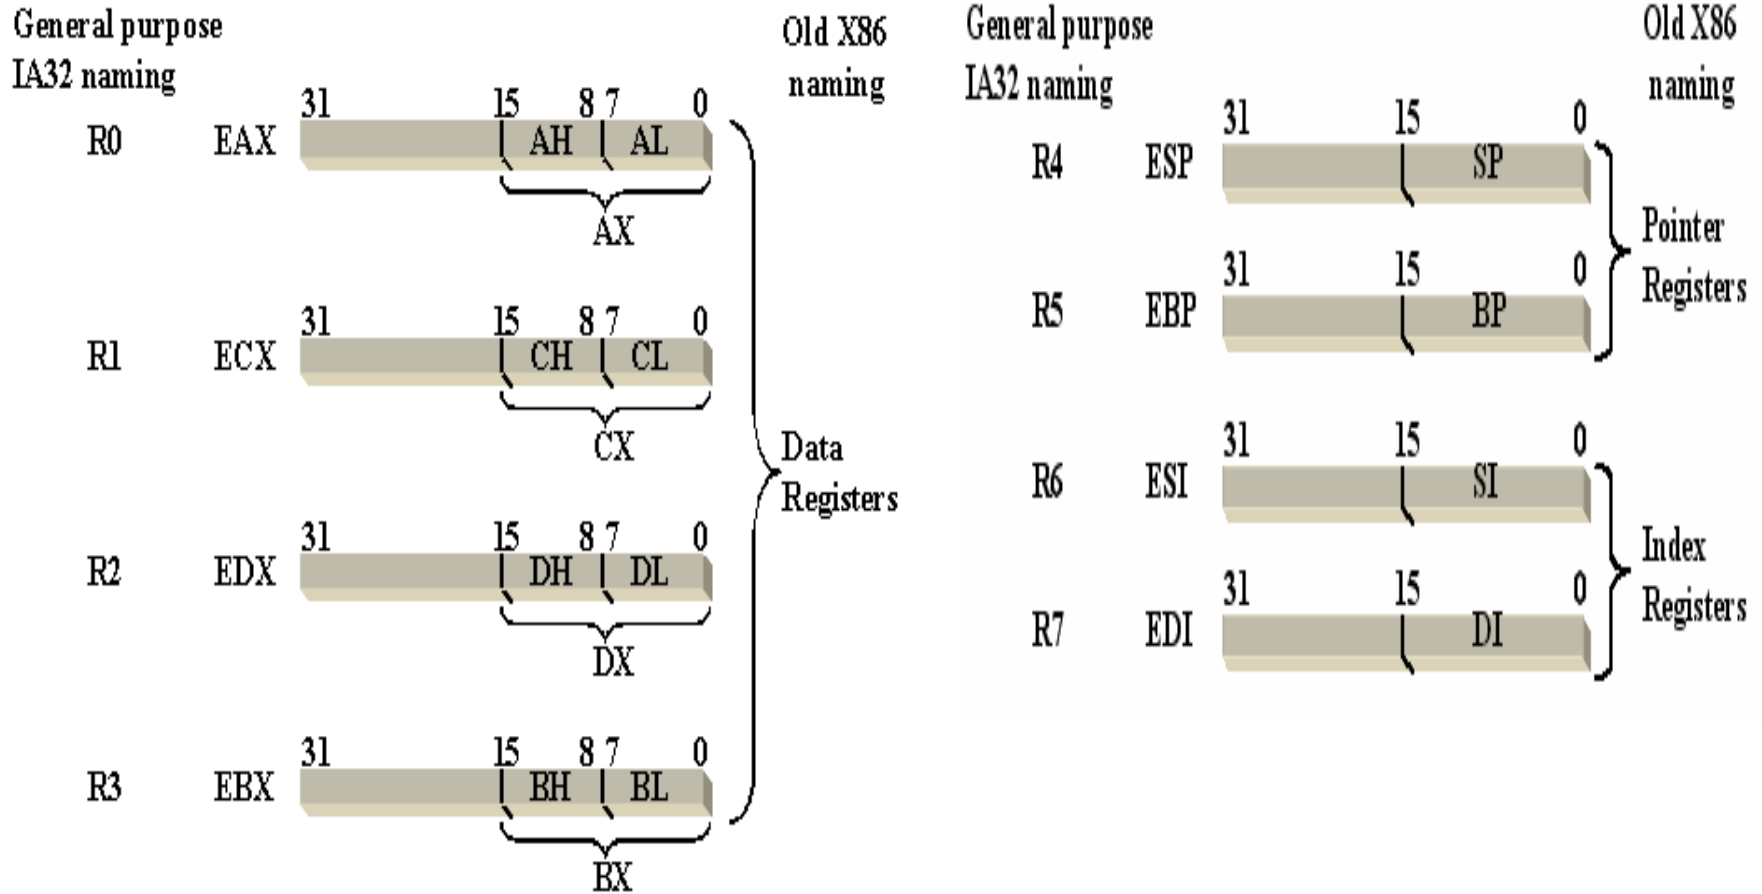 General purpose
IA32 naming
Old X86
naming
31 15 8 7 0
R0 EAX AH AL
AX
31 15 8 7 0
R1 ECX CH CL
CX
Data
Registers
31 15 8 7 0
R2 EDX DH DL
DX
31 15 8 7 0
R3 EBX BH BL
BX
General purpose
IA32 naming
Old X86
naming
31 15 0
R4 ESP SP
Pointer
Registers
31 15 0
R5 EBP BP
31 15 0
R6 ESI SI
Index
Registers
31 15 0
R7 EDI DI